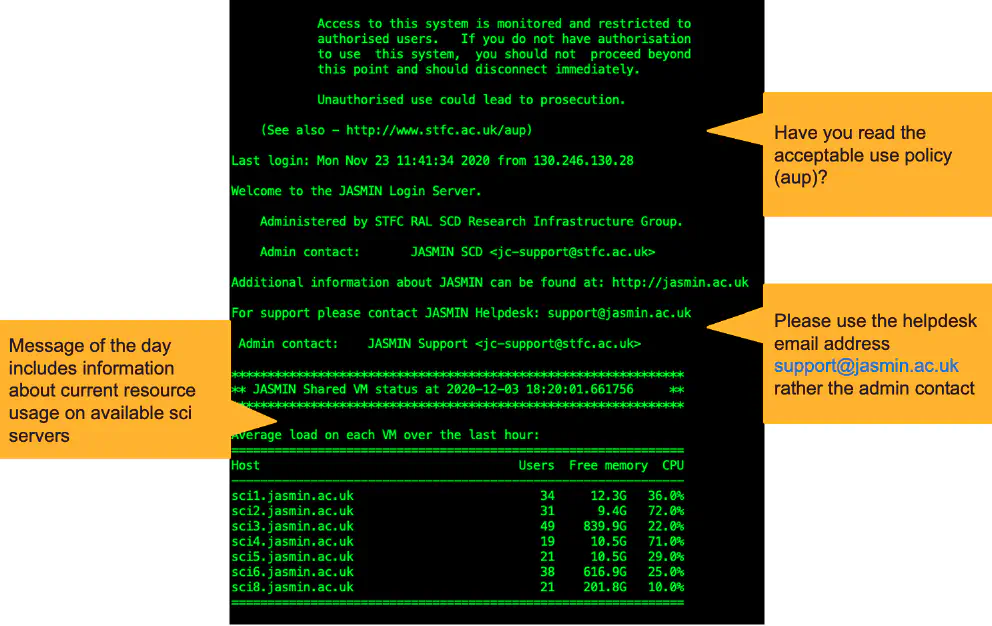 Access to this system is monitored and restricted to
authorised users.   If you do not have authorisation
to use  this system,  you should not  proceed beyond
this point and should disconnect immediately.
Unauthorised use could lead to prosecution.
(See also - http://www.stfc.ac.uk/aup)
Last login: Mon Nov 23 11:41:34 2020 from 130.246.130.28
Welcome to the JASMIN Login Server.
Administered by STFC RAL SCD Research Infrastructure Group.
Admin contact:       JASMIN SCD <jc-support@stfc.ac.uk>
Additional information about JASMIN can be found at: http://jasmin.ac.uk
For support please contact JASMIN Helpdesk: support@jasmin.ac.uk
Admin contact:    JASMIN Support <jc-support@stfc.ac.uk>
***************************************************************
** JASMIN Shared VM status at 2020-12-03 18:20:01.661756     **
***************************************************************
Average load on each VM over the last hour:
===============================================================
Host                                    Users  Free memory  CPU
---------------------------------------------------------------
sci1.jasmin.ac.uk                          34     12.3G   36.0%
sci2.jasmin.ac.uk                          31      9.4G   72.0%
sci3.jasmin.ac.uk                          49    839.9G   22.0%
sci4.jasmin.ac.uk                          19     10.5G   71.0%
sci5.jasmin.ac.uk                          21     10.5G   29.0%
sci6.jasmin.ac.uk                          38    616.9G   25.0%
sci8.jasmin.ac.uk                          21    201.8G   10.0%
===============================================================
Have you read the
acceptable use policy
(aup)?
Please use the helpdesk
email address
support@jasmin.ac.uk
rather the admin contact
Message of the day
includes information
about current resource
usage on available sci
servers